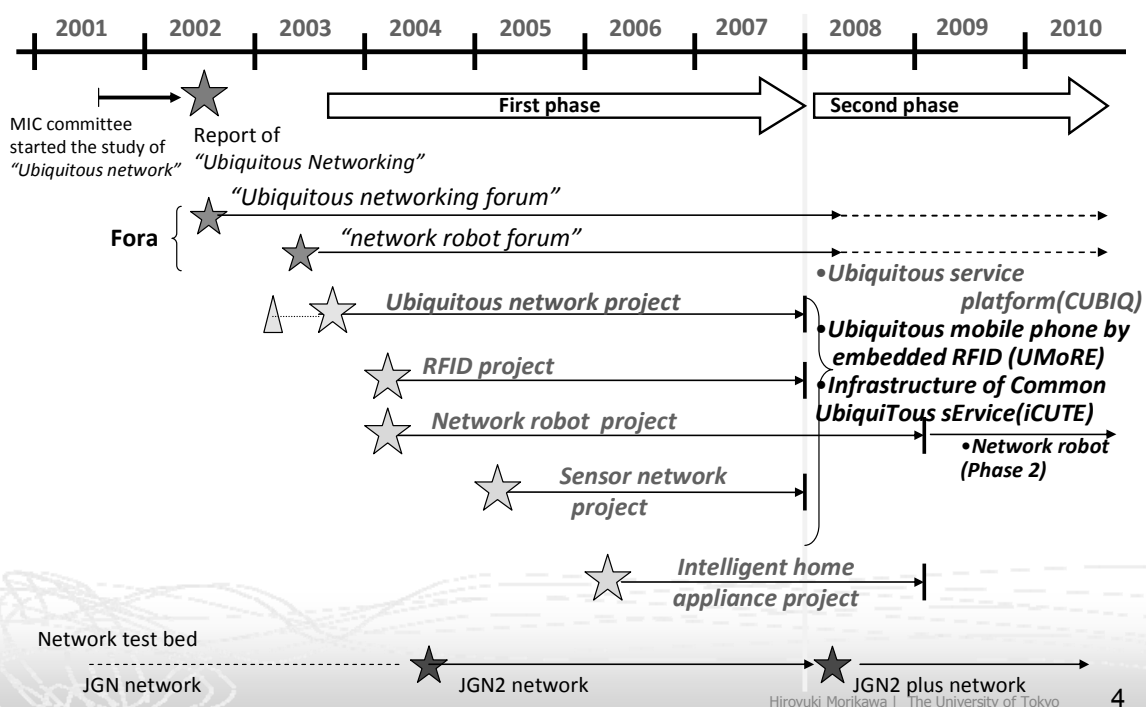 2001 2002 2003 2004 2005 2006 2007 2008 2009 2010
First phase
Second phase
MIC committee
started the study of
“Ubiquitous network”
Report of
“Ubiquitous Networking”
Fora
“Ubiquitous networking forum”
“network robot forum”
Ubiquitous network project
RFID project
Network robot project
Sensor network
project
•Ubiquitous service
platform(CUBIQ)
•Ubiquitous mobile phone by
embedded RFID (UMoRE)
•Infrastructure of Common
UbiquiTous sErvice(iCUTE)
•Network robot
(Phase 2)
Intelligent home
appliance project
Network test bed
JGN network
JGN2 network
JGN2 plus network
Hiroyuki Morikawa | The University of Tokyo
4